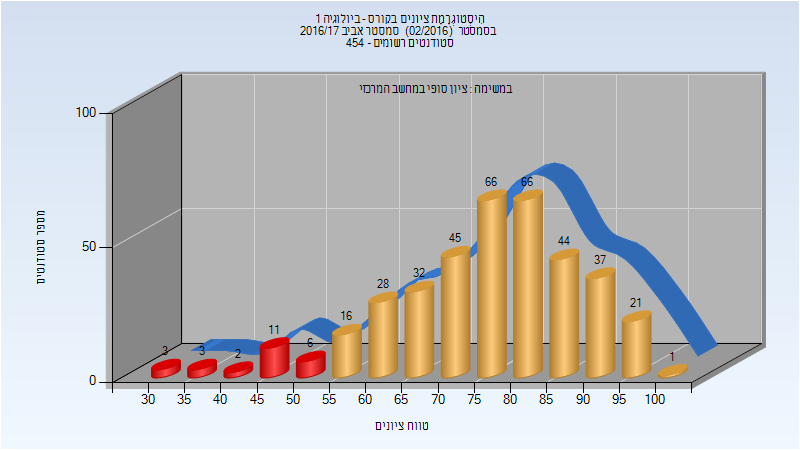 היסטוגרמת ציונים בקורס - ביולוגיה 1
בסמסטר  (02/2016)  סמסטר אביב 2016/17
סטודנטים רשומים - 454
במשימה : ציון סופי במחשב המרכזי
מספר סטודנטים
100
50
0
3 3 2 11 6 16 28 32 45 66 66 44 37 21 1
30 35 40 45 50 55 60 65 70 75 80 85 90 95 100
טווח ציונים